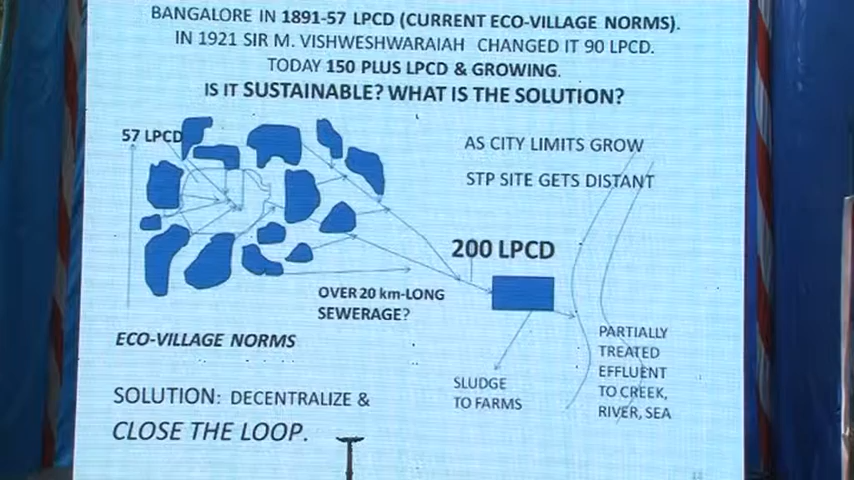 BANGALORE IN 1891-57 LPCD (CURRENT ECO-VILLAGE NORMS).
IN 1921 SIR M. VISHWESHWARAIAH CHANGED IT 90 LPCD.
TODAY 150 PLUS LPCD & GROWING.
IS IT SUSTAINABLE? WHAT IS THE SOLUTION?
57 LPCD
AS CITY LIMITS GROW
STP SITE GETS DISTANT
200 LPCD
OVER 20 km-LONG
SEWERAGE?
ECO-VILLAGE NORMS
PARTIALLY
TREATED
EFFLUENT
TO CREEK,
RIVER, SEA
SLUDGE
TO FARMS
SOLUTION: DECENTRALIZE &
CLOSE THE LOOP.